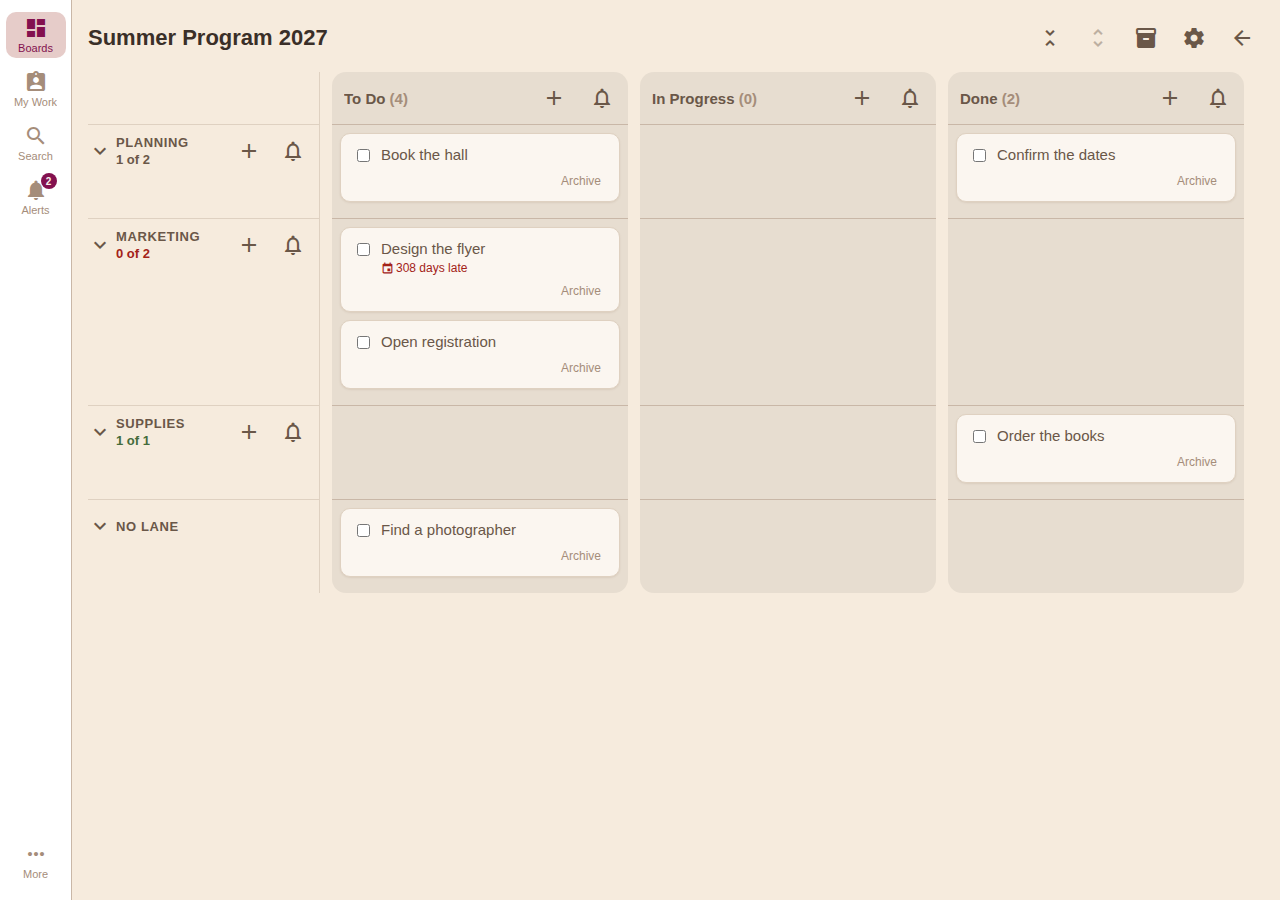 Boards
My Work
Search
2
Alerts
More
Summer Program 2027
To Do (4)
In Progress (0)
Done (2)
PLANNING
1 of 2
Book the hall
Archive
Confirm the dates
Archive
MARKETING
0 of 2
Design the flyer
308 days late
Archive
Open registration
Archive
SUPPLIES
1 of 1
Order the books
Archive
NO LANE
Find a photographer
Archive